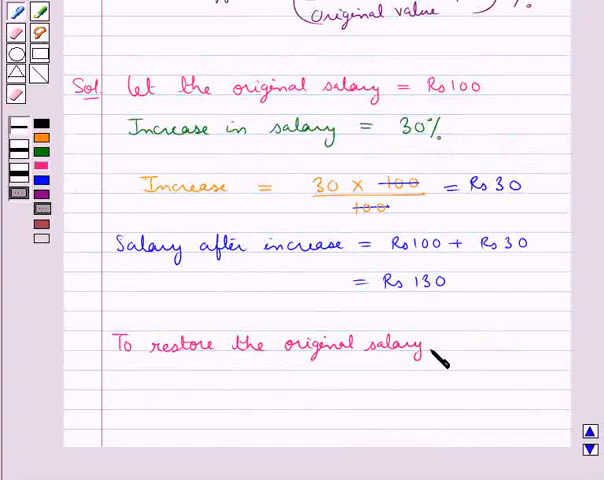 Original value %.
Sol. Let the original salary = Rs 100
Increase in salary = 30%
Increase = 30 x 100 / 100 = Rs 30
Salary after increase = Rs 100 + Rs 30
= Rs 130
To restore the original salary